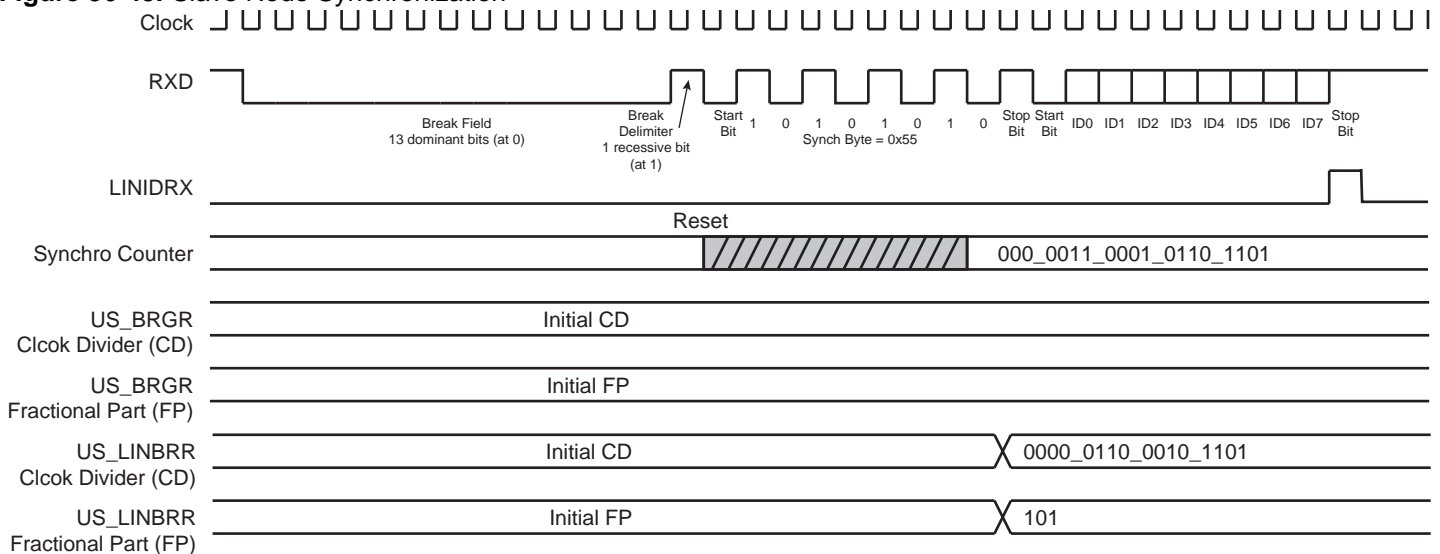 Clock
RXD
Break Field
13 dominant bits (at 0)
Break
Delimiter
1 recessive bit
(at 1)
Start
Bit
1 0 1 0 1 0 1 0
Synch Byte = 0x55
Stop
Bit
Start
Bit
ID0 ID1 ID2 ID3 ID4 ID5 ID6 ID7
Stop
Bit
LINIDRX
Reset
Synchro Counter
000_0011_0001_0110_1101
US_BRGR
Clcok Divider (CD)
Initial CD
US_BRGR
Fractional Part (FP)
Initial FP
US_LINBRR
Clcok Divider (CD)
Initial CD
0000_0110_0010_1101
US_LINBRR
Fractional Part (FP)
Initial FP
101